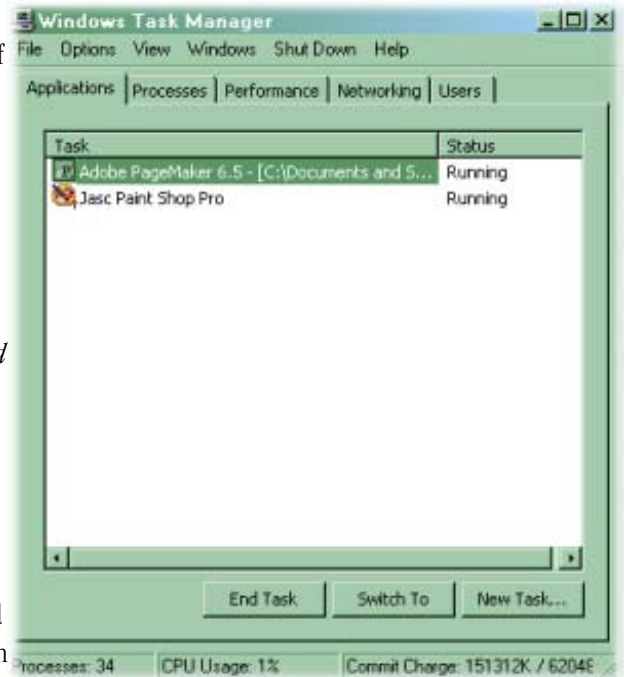 Windows Task Manager
File Options View Windows Shut Down Help
Applications Processes Performance Networking Users
Task Status
Adobe PageMaker 6.5 - [C:\Documents and S... Running
Jasc Paint Shop Pro Running
End Task Switch To New Task...
Processes: 34 CPU Usage: 1% Commit Charge: 151312K / 62048